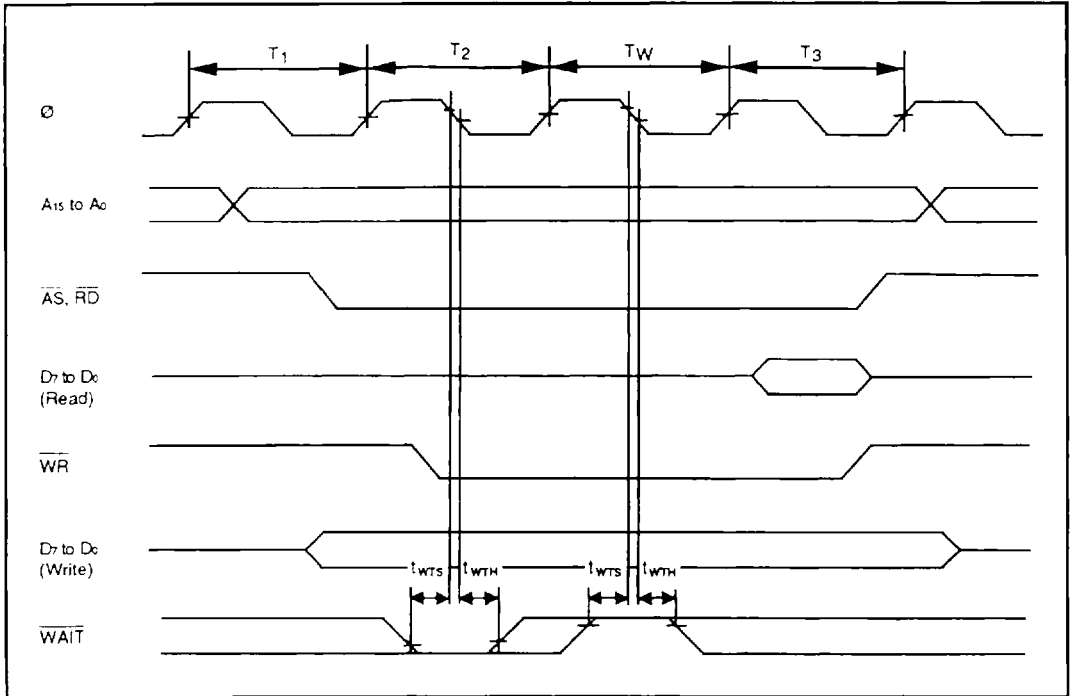 T1 T2 TW T3
Ø
A15 to A0
AS, RD
D7 to D0
(Read)
WR
D7 to D0
(Write)
tWTS tWTH tWTS tWTH
WAIT